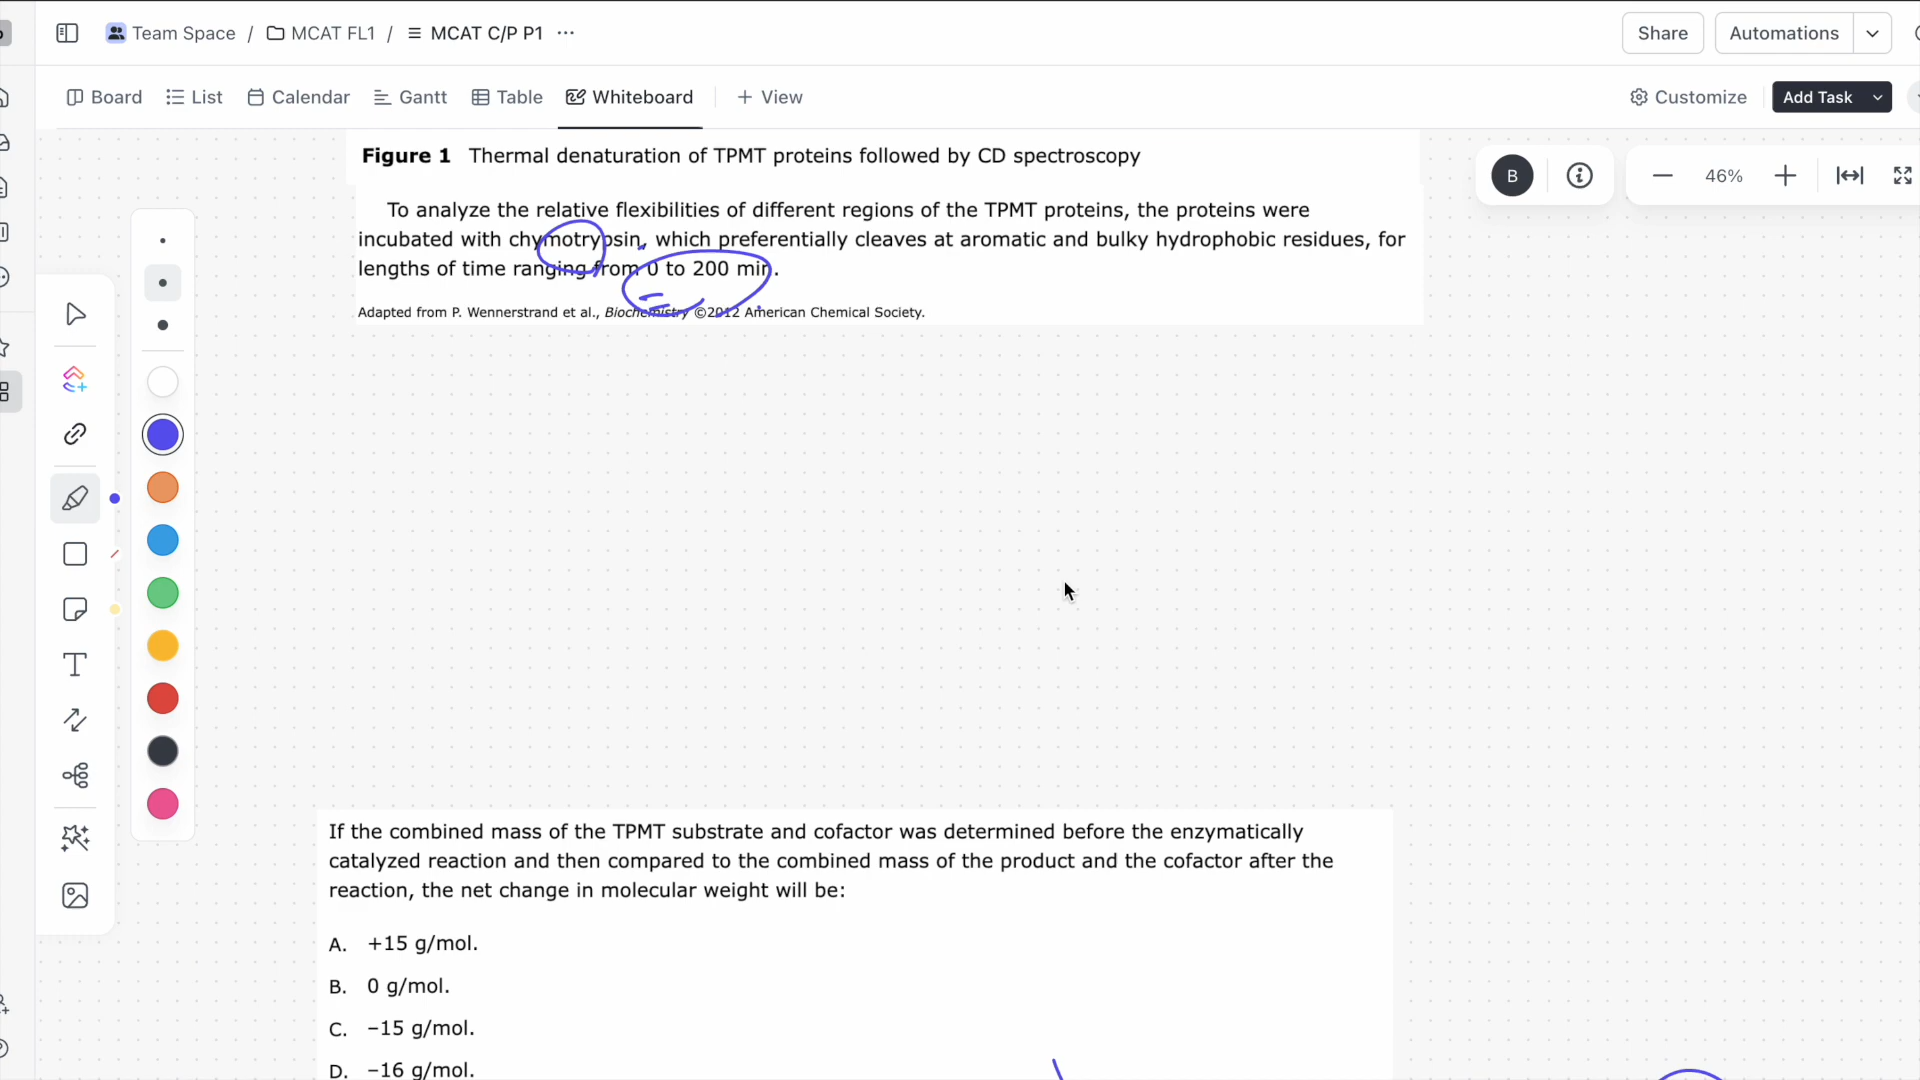 Team Space / MCAT FL1 / MCAT C/P P1 ...
Share
Automations
Board
List
Calendar
Gantt
Table
Whiteboard
+ View
Customize
Add Task
Figure 1 Thermal denaturation of TPMT proteins followed by CD spectroscopy
B
46%
To analyze the relative flexibilities of different regions of the TPMT proteins, the proteins were
incubated with chymotrypsin, which preferentially cleaves at aromatic and bulky hydrophobic residues, for
lengths of time ranging from 0 to 200 min.
Adapted from P. Wennerstrand et al., Biochemistry ©2012 American Chemical Society.
T
If the combined mass of the TPMT substrate and cofactor was determined before the enzymatically
catalyzed reaction and then compared to the combined mass of the product and the cofactor after the
reaction, the net change in molecular weight will be:
A. +15 g/mol.
B. 0 g/mol.
C. –15 g/mol.
D. –16 g/mol.